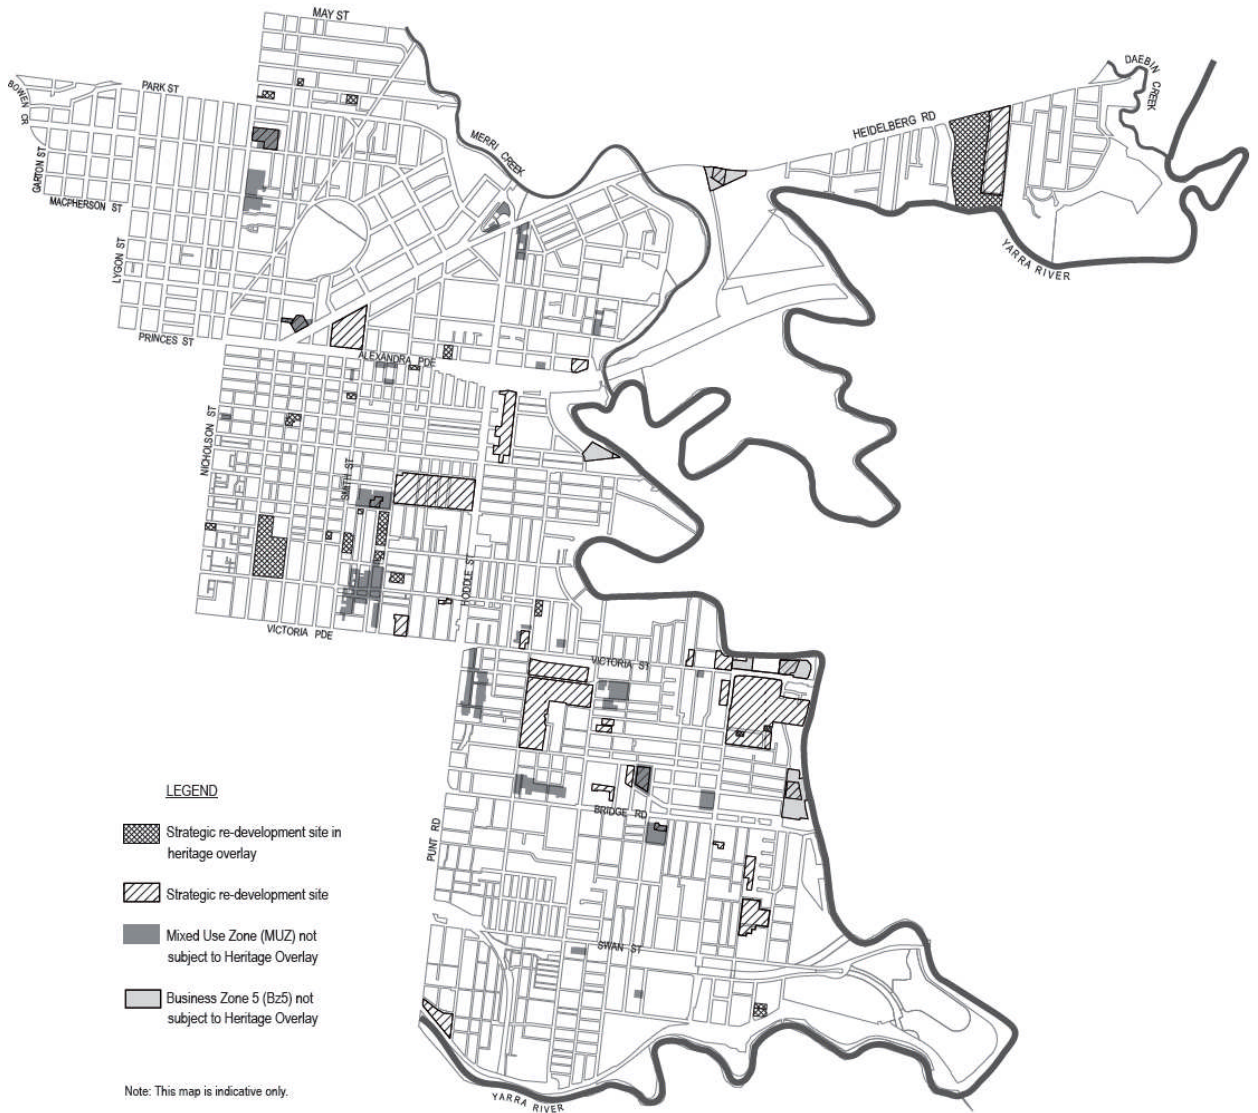 MAY ST
BOWEN CR
PARK ST
DAEBIN
CREEK
HEIDELBERG RD
MERRI CREEK
GARTON ST
MACPHERSON ST
LYGON ST
YARRA RIVER
PRINCES ST
ALEXANDRA PDE
NICHOLSON ST
SMITH ST
HODDLE ST
VICTORIA PDE
VICTORIA ST
LEGEND
BRIDGE RD
PUNT RD
Strategic re-development site in
heritage overlay
Strategic re-development site
Mixed Use Zone (MUZ) not
subject to Heritage Overlay
SWAN ST
Business Zone 5 (Bz5) not
subject to Heritage Overlay
Note: This map is indicative only.
YARRA RIVER